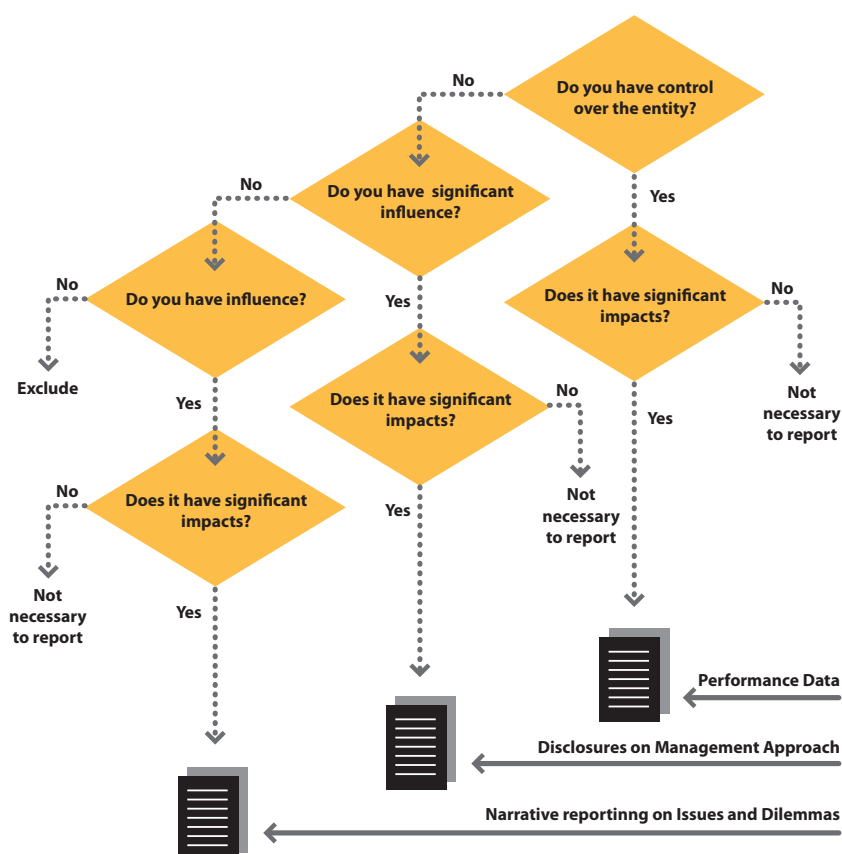 No
Do you have control
over the entity?
No
Do you have significant
influence?
Yes
No
Do you have influence?
Yes
Does it have significant
impacts?
No
Exclude
Yes
Does it have significant
impacts?
No
Yes
Not
necessary
to report
No
Does it have significant
impacts?
Yes
Not
necessary
to report
Not
necessary
to report
Yes
Performance Data
Disclosures on Management Approach
Narrative reportinng on Issues and Dilemmas